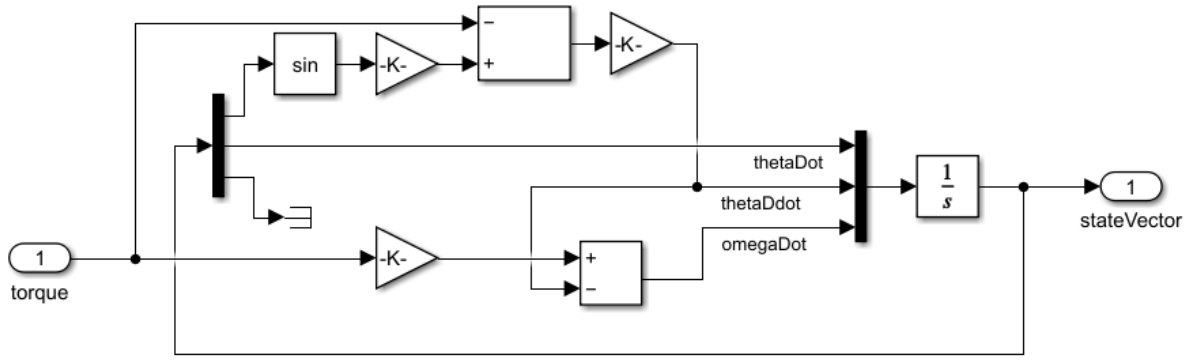 −
+
sin
-K-
-K-
thetaDot
thetaDdot
omegaDot
1
s
1
stateVector
1
torque
-K-
+
−